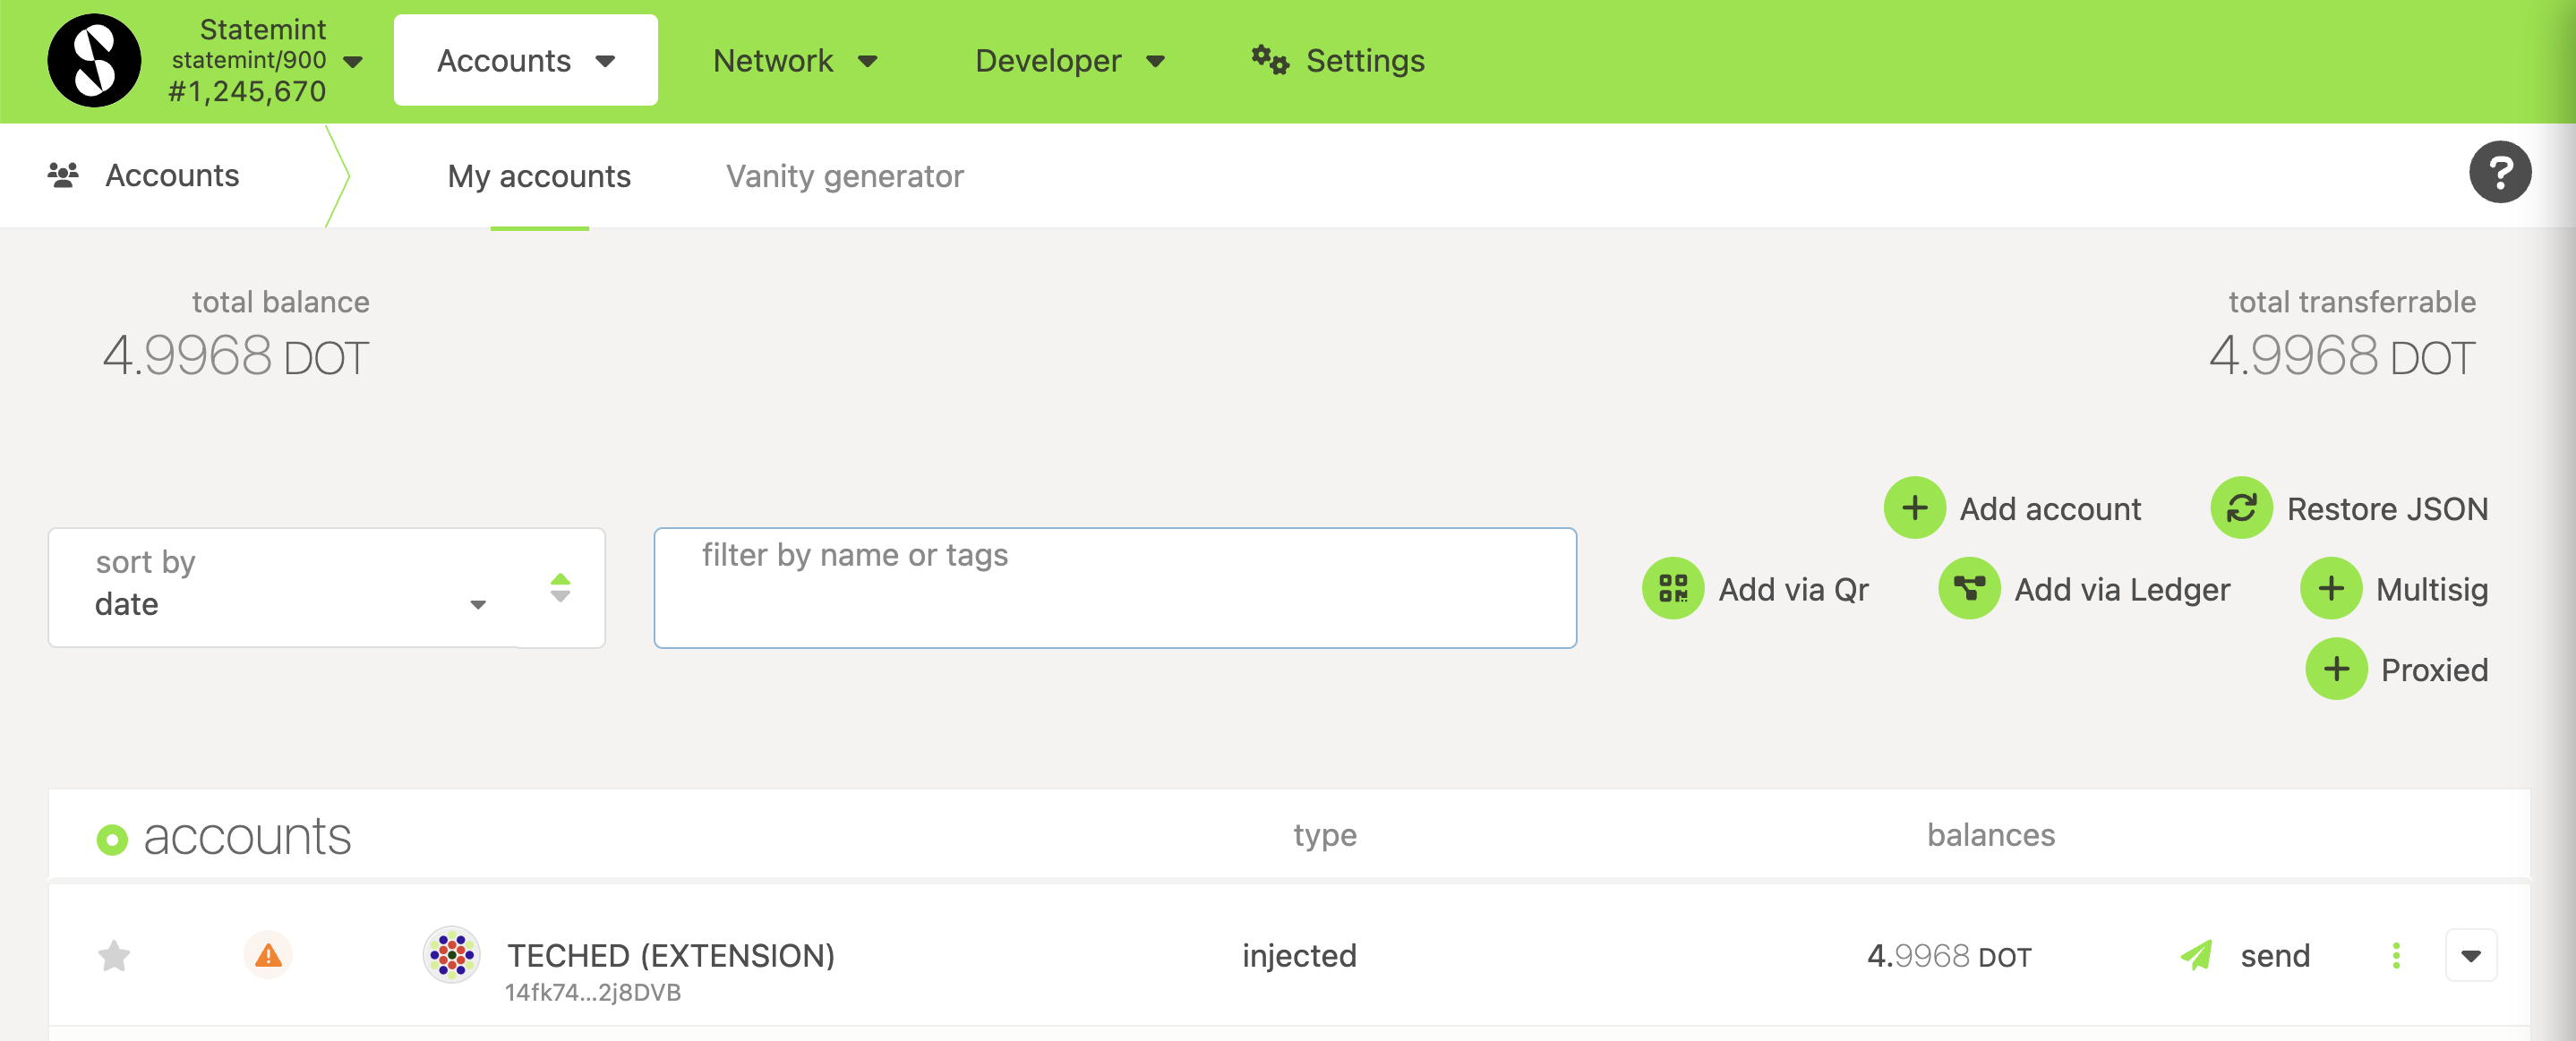 Statemint
statemint/900
#1,245,670
Accounts
Network
Developer
Settings
Accounts
My accounts
Vanity generator
?
total balance
4.9968 DOT
total transferrable
4.9968 DOT
sort by
date
filter by name or tags
Add account
Restore JSON
Add via Qr
Add via Ledger
Multisig
Proxied
accounts
type
balances
TECHED (EXTENSION)
14fk74...2j8DVB
injected
4.9968 DOT
send